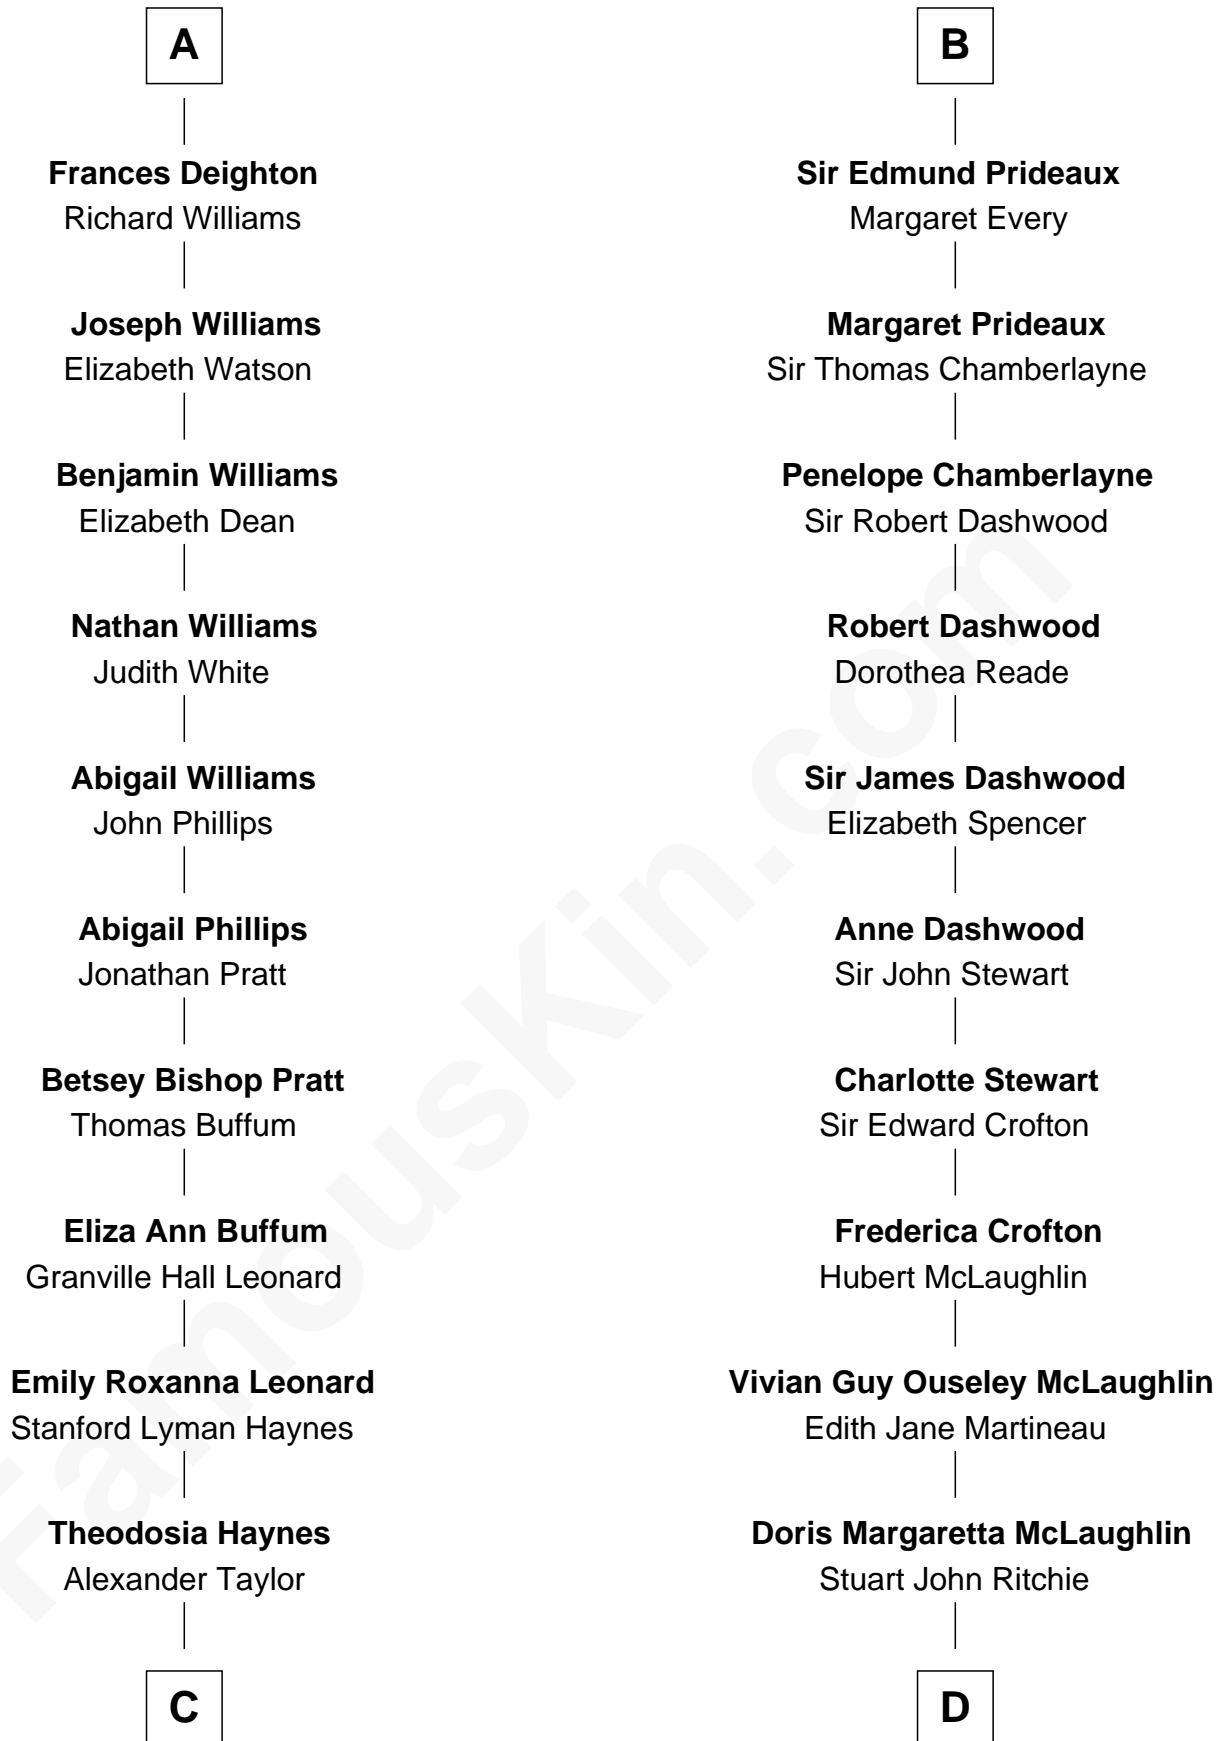 A
Frances Deighton
Richard Williams
Joseph Williams
Elizabeth Watson
Benjamin Williams
Elizabeth Dean
Nathan Williams
Judith White
Abigail Williams
John Phillips
Abigail Phillips
Jonathan Pratt
Betsey Bishop Pratt
Thomas Buffum
Eliza Ann Buffum
Granville Hall Leonard
Emily Roxanna Leonard
Stanford Lyman Haynes
Theodosia Haynes
Alexander Taylor
C
B
Sir Edmund Prideaux
Margaret Every
Margaret Prideaux
Sir Thomas Chamberlayne
Penelope Chamberlayne
Sir Robert Dashwood
Robert Dashwood
Dorothea Reade
Sir James Dashwood
Elizabeth Spencer
Anne Dashwood
Sir John Stewart
Charlotte Stewart
Sir Edward Crofton
Frederica Crofton
Hubert McLaughlin
Vivian Guy Ouseley McLaughlin
Edith Jane Martineau
Doris Margaretta McLaughlin
Stuart John Ritchie
D
FamousKin.com